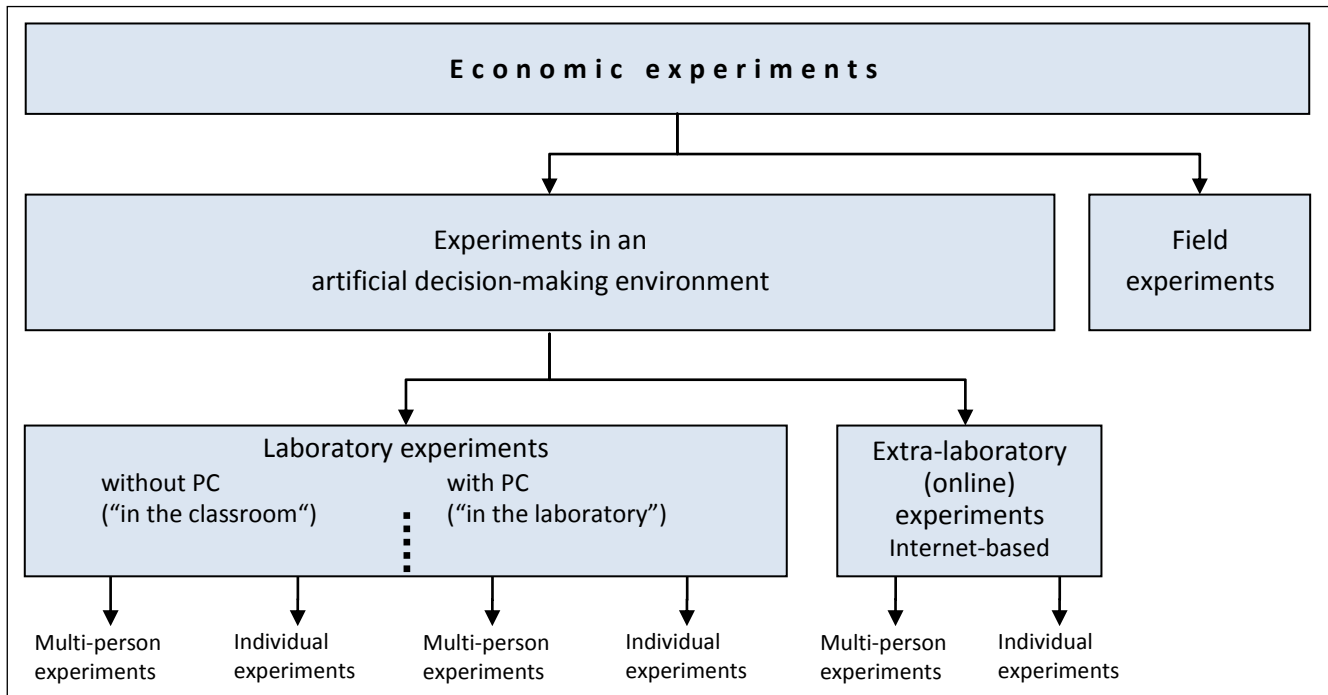 Economic experiments
Experiments in an
artificial decision-making environment
Field
experiments
Laboratory experiments
without PC
(“in the classroom“)
with PC
(“in the laboratory”)
Extra-laboratory
(online)
experiments
Internet-based
Multi-person
experiments
Individual
experiments
Multi-person
experiments
Individual
experiments
Multi-person
experiments
Individual
experiments